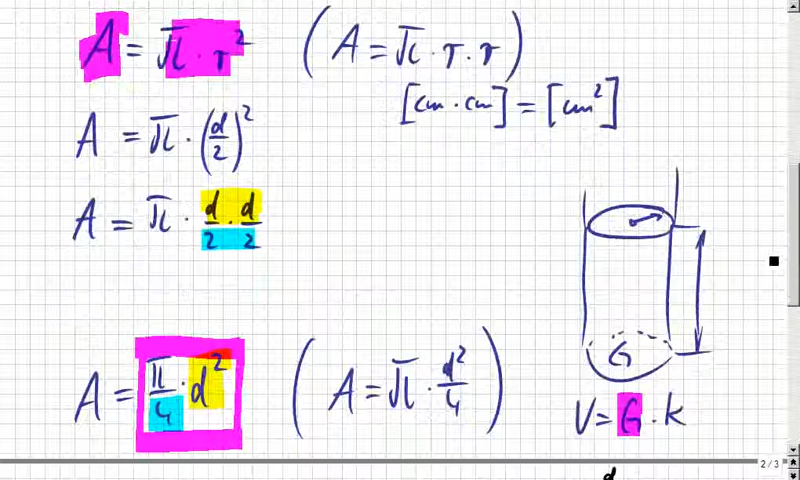 A = π · r² (A = π · r · r)
[cm · cm] = [cm²]
A = π · (d/2)²
A = π · d/2 · d/2
G
A = π/4 · d² (A = π · d²/4)
V = G · k
2/3
d